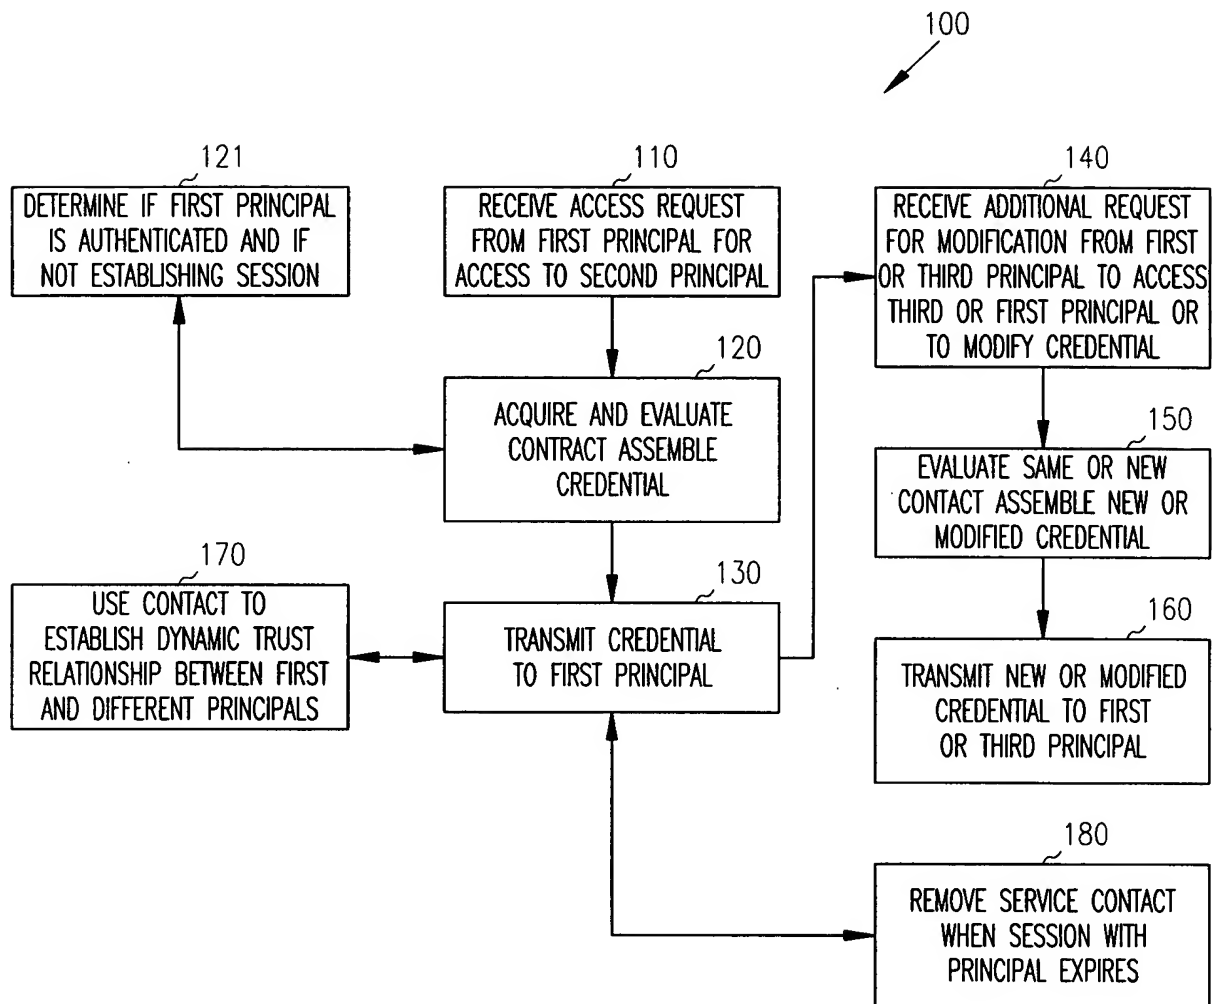 100
121
DETERMINE IF FIRST PRINCIPAL
IS AUTHENTICATED AND IF
NOT ESTABLISHING SESSION
110
RECEIVE ACCESS REQUEST
FROM FIRST PRINCIPAL FOR
ACCESS TO SECOND PRINCIPAL
140
RECEIVE ADDITIONAL REQUEST
FOR MODIFICATION FROM FIRST
OR THIRD PRINCIPAL TO ACCESS
THIRD OR FIRST PRINCIPAL OR
TO MODIFY CREDENTIAL
120
ACQUIRE AND EVALUATE
CONTRACT ASSEMBLE
CREDENTIAL
150
EVALUATE SAME OR NEW
CONTACT ASSEMBLE NEW OR
MODIFIED CREDENTIAL
170
USE CONTACT TO
ESTABLISH DYNAMIC TRUST
RELATIONSHIP BETWEEN FIRST
AND DIFFERENT PRINCIPALS
130
TRANSMIT CREDENTIAL
TO FIRST PRINCIPAL
160
TRANSMIT NEW OR MODIFIED
CREDENTIAL TO FIRST
OR THIRD PRINCIPAL
180
REMOVE SERVICE CONTACT
WHEN SESSION WITH
PRINCIPAL EXPIRES